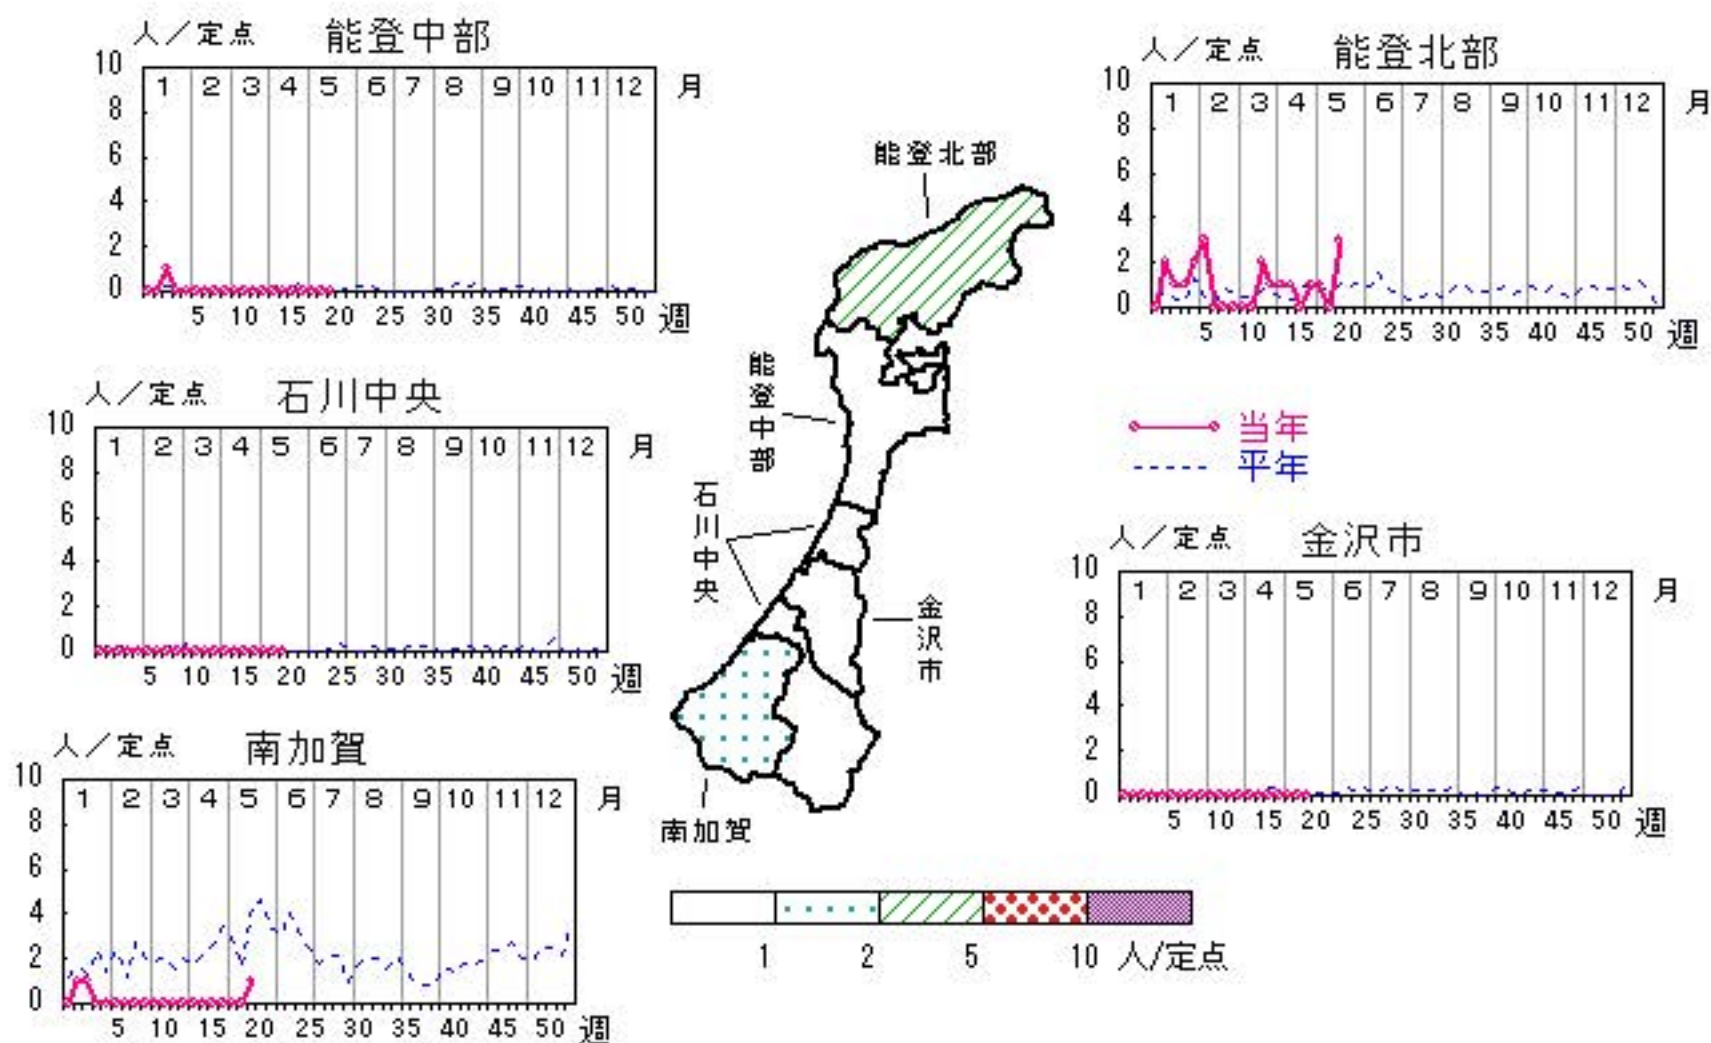 人／定点 能登中部
10 8 6 4 2 0
1 2 3 4 5 6 7 8 9 10 11 12 月
5 10 15 20 25 30 35 40 45 50 週
人／定点 能登北部
10 8 6 4 2 0
1 2 3 4 5 6 7 8 9 10 11 12 月
5 10 15 20 25 30 35 40 45 50 週
人／定点 石川中央
10 8 6 4 2 0
1 2 3 4 5 6 7 8 9 10 11 12 月
5 10 15 20 25 30 35 40 45 50 週
能登北部
能登中部
石川中央
金沢市
南加賀
当年
平年
人／定点 金沢市
10 8 6 4 2 0
1 2 3 4 5 6 7 8 9 10 11 12 月
5 10 15 20 25 30 35 40 45 50 週
人／定点 南加賀
10 8 6 4 2 0
1 2 3 4 5 6 7 8 9 10 11 12 月
5 10 15 20 25 30 35 40 45 50 週
1 2 5 10 人/定点